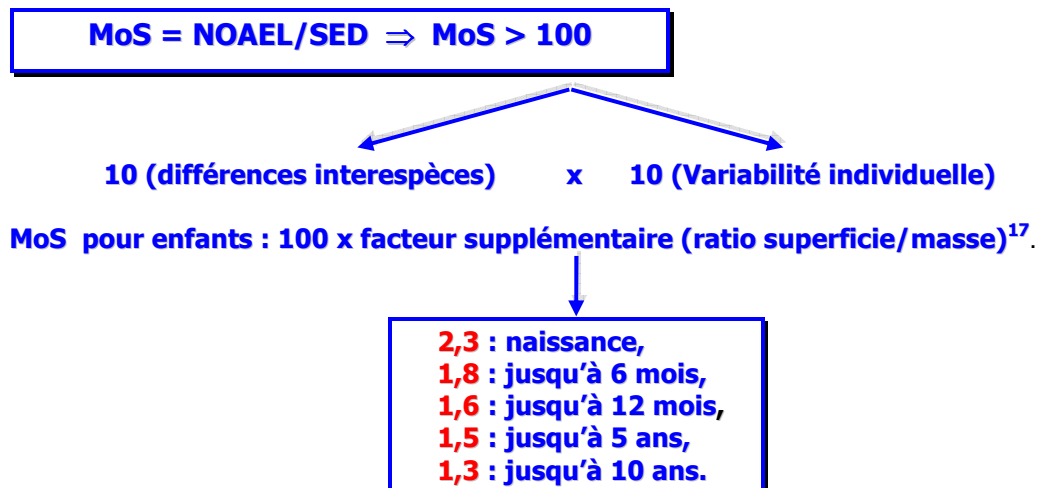 MoS = NOAEL/SED ⇒ MoS > 100
10 (différences interespèces) x 10 (Variabilité individuelle)
MoS pour enfants : 100 x facteur supplémentaire (ratio superficie/masse)¹⁷.
2,3 : naissance,
1,8 : jusqu’à 6 mois,
1,6 : jusqu’à 12 mois,
1,5 : jusqu’à 5 ans,
1,3 : jusqu’à 10 ans.